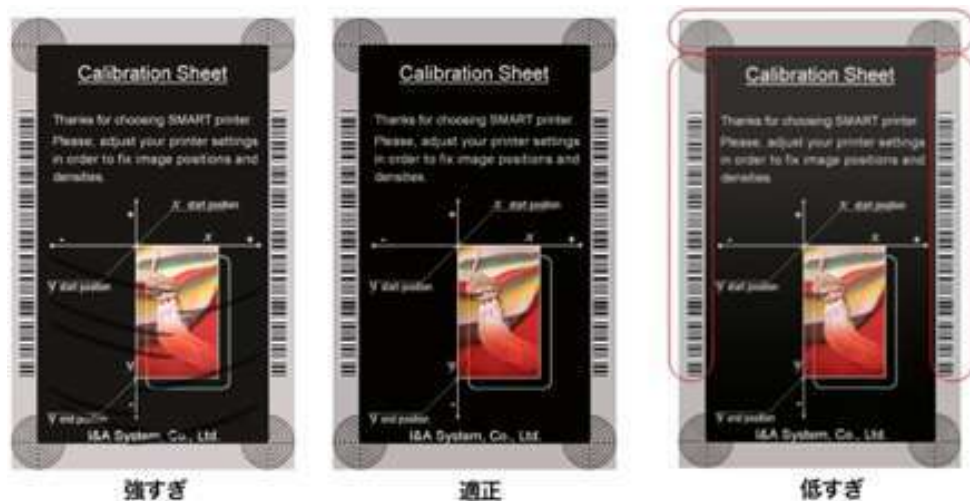 Calibration Sheet
Thanks for choosing SMART printer.
Please, adjust your printer settings
in order to fix image positions and
densities.
X start position
X
Y start position
Y
Y end position
I&A System, Co., Ltd.
強すぎ
Calibration Sheet
Thanks for choosing SMART printer.
Please, adjust your printer settings
in order to fix image positions and
densities.
X start position
X
Y start position
Y
Y end position
I&A System, Co., Ltd.
適正
Calibration Sheet
Thanks for choosing SMART printer.
Please, adjust your printer settings
in order to fix image positions and
densities.
X start position
X
Y start position
Y
Y end position
I&A System, Co., Ltd.
低すぎ